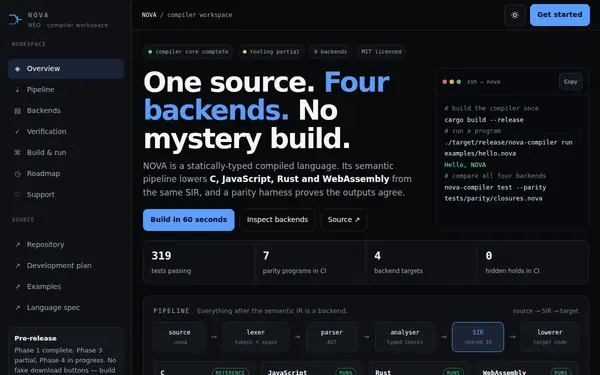 NOVA
NEO · compiler workspace
WORKSPACE
Overview
Pipeline
Backends
Verification
Build & run
Roadmap
Support
SOURCE
Repository
Development plan
Examples
Language spec
Pre-release
Phase 1 complete. Phase 3
partial, Phase 4 in progress. No
fake download buttons — build
NOVA / compiler workspace
Get started
compiler core complete
tooling partial
4 backends
MIT licensed
One source. Four
backends. No
mystery build.
NOVA is a statically-typed compiled language. Its semantic
pipeline lowers C, JavaScript, Rust and WebAssembly from
the same SIR, and a parity harness proves the outputs agree.
Build in 60 seconds
Inspect backends
Source ↗
zsh — nova
Copy
# build the compiler once
cargo build --release
# run a program
./target/release/nova-compiler run
examples/hello.nova
Hello, NOVA
# compare all four backends
nova-compiler test --parity
tests/parity/closures.nova
319
tests passing
7
parity programs in CI
4
backend targets
0
hidden holds in CI
PIPELINE Everything after the semantic IR is a backend.
source → SIR → target
source
.nova
→
lexer
tokens + spans
→
parser
AST
→
analyser
typed checks
→
SIR
shared IR
→
lowerer
target code
C
REFERENCE
JavaScript
RUNS
Rust
RUNS
WebAssembly
RUNS